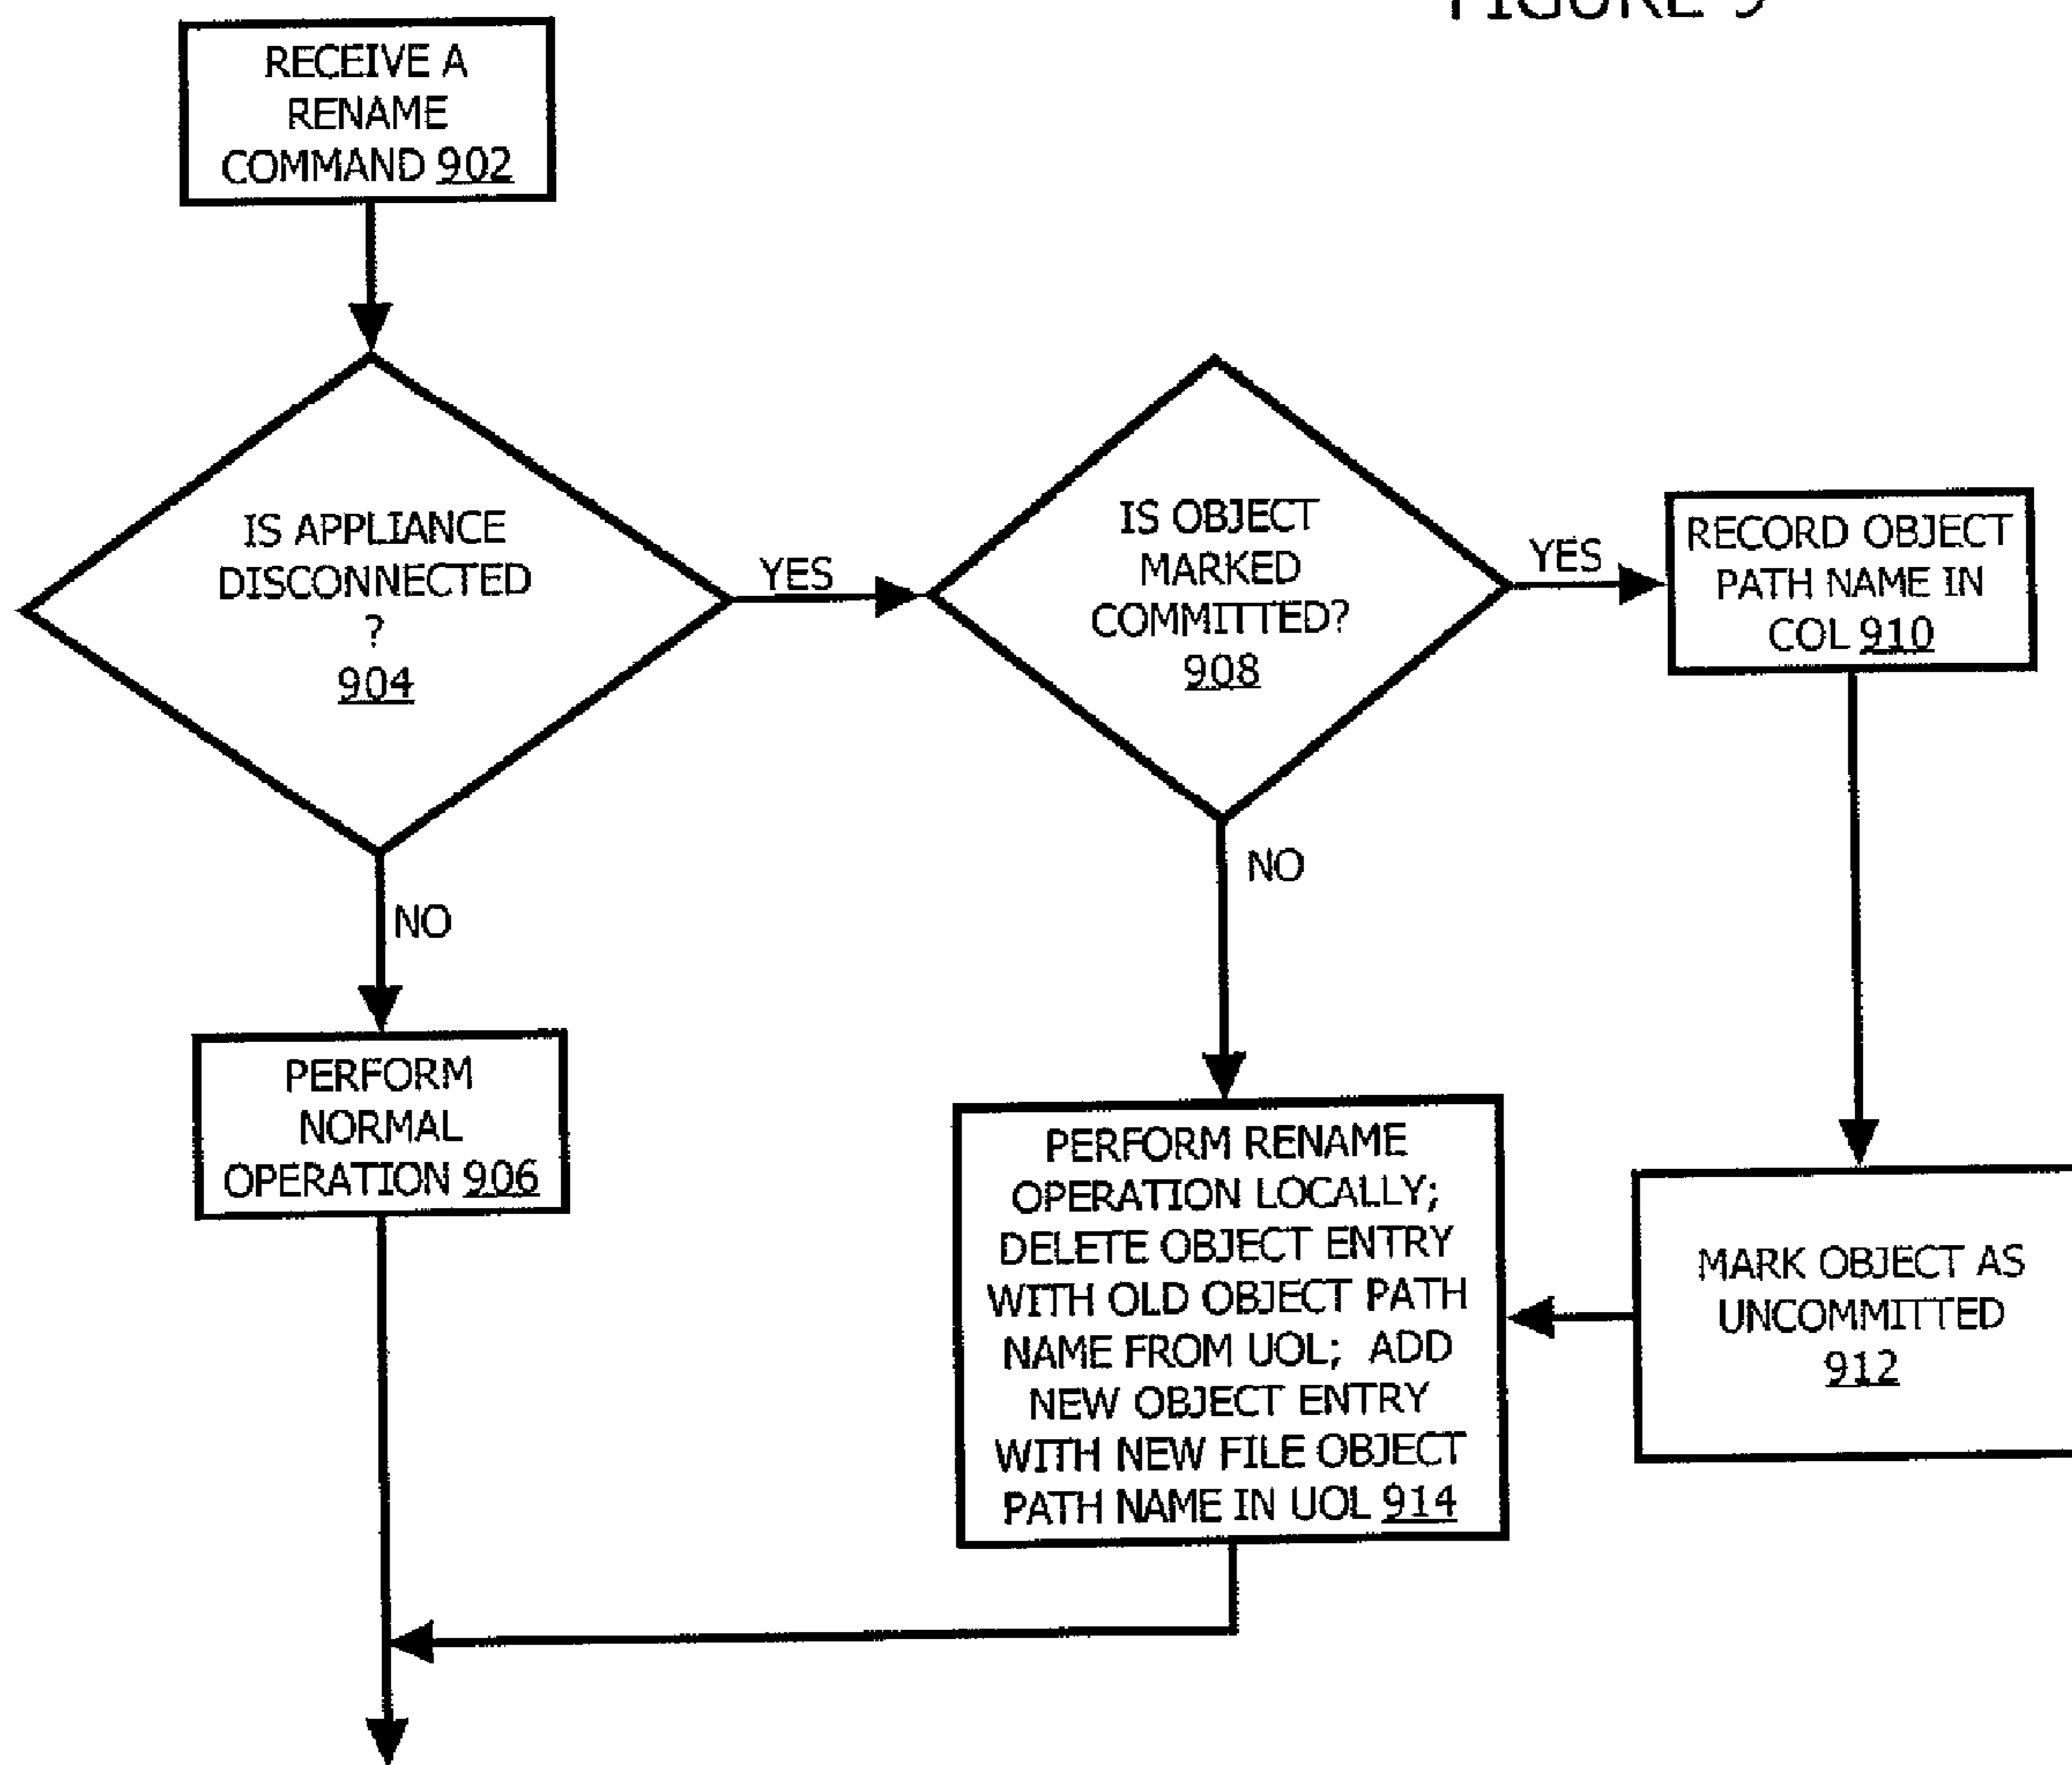 FIGURE 9
RECEIVE A
RENAME
COMMAND 902
IS APPLIANCE
DISCONNECTED
?
904
YES
IS OBJECT
MARKED
COMMITTED?
908
YES
RECORD OBJECT
PATH NAME IN
COL 910
NO
NO
PERFORM
NORMAL
OPERATION 906
PERFORM RENAME
OPERATION LOCALLY;
DELETE OBJECT ENTRY
WITH OLD OBJECT PATH
NAME FROM UOL; ADD
NEW OBJECT ENTRY
WITH NEW FILE OBJECT
PATH NAME IN UOL 914
MARK OBJECT AS
UNCOMMITTED
912